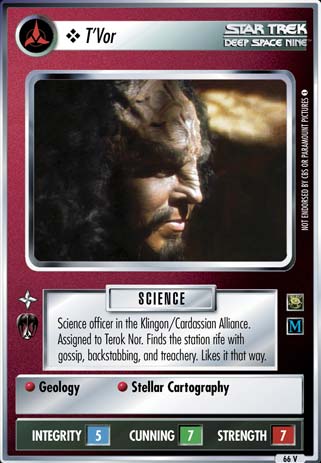 ❖ T'Vor
STAR TREK
DEEP SPACE NINE
NOT ENDORSED BY CBS OR PARAMOUNT PICTURES
SCIENCE
Science officer in the Klingon/Cardassian Alliance.
Assigned to Terok Nor. Finds the station rife with
gossip, backstabbing, and treachery. Likes it that way.
M
Geology Stellar Cartography
INTEGRITY 5 CUNNING 7 STRENGTH 7
66 V